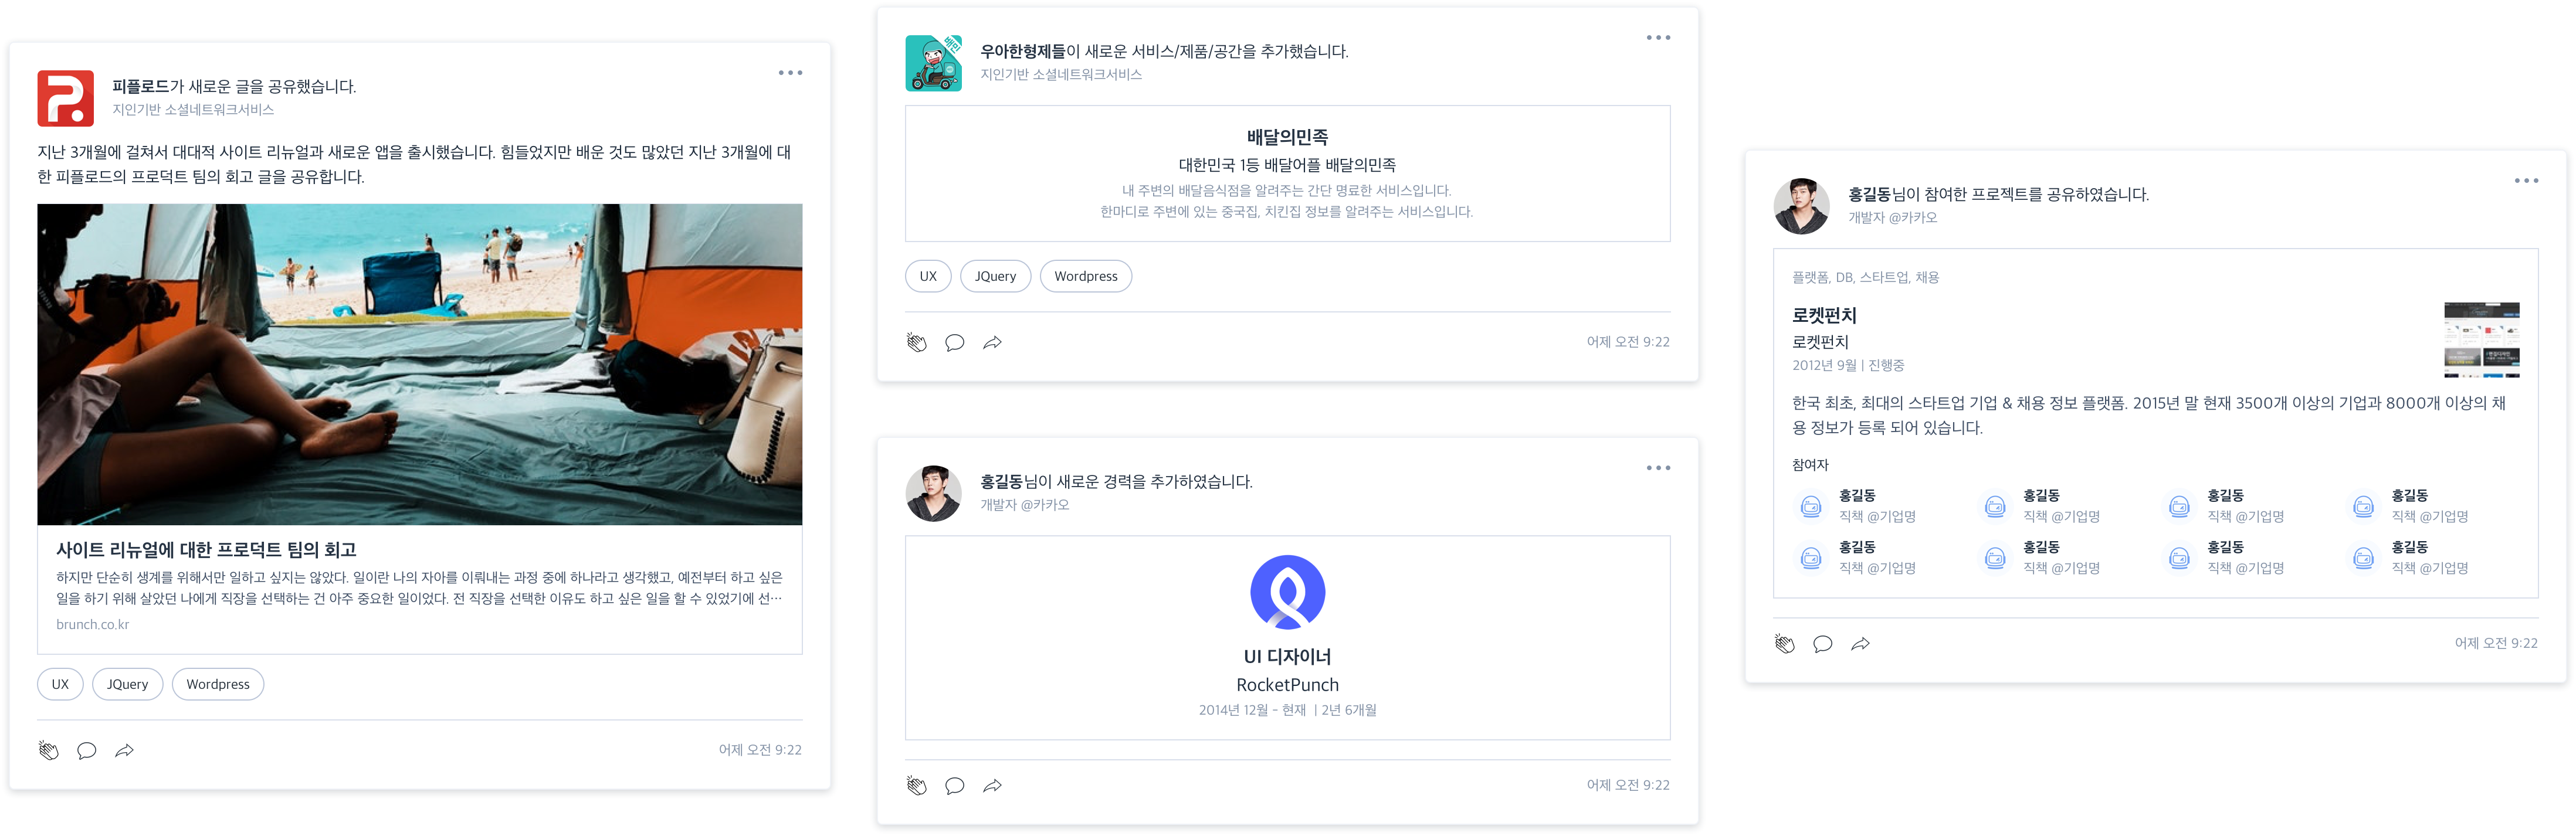 피플로드가 새로운 글을 공유했습니다.
지인기반 소셜네트워크서비스
지난 3개월에 걸쳐서 대대적 사이트 리뉴얼과 새로운 앱을 출시했습니다. 힘들었지만 배운 것도 많았던 지난 3개월에 대
한 피플로드의 프로덕트 팀의 회고 글을 공유합니다.
사이트 리뉴얼에 대한 프로덕트 팀의 회고
하지만 단순히 생계를 위해서만 일하고 싶지는 않았다. 일이란 나의 자아를 이뤄내는 과정 중에 하나라고 생각했고, 예전부터 하고 싶은
일을 하기 위해 살았던 나에게 직장을 선택하는 건 아주 중요한 일이었다. 전 직장을 선택한 이유도 하고 싶은 일을 할 수 있었기에 선…
brunch.co.kr
UX JQuery Wordpress
어제 오전 9:22
배민
우아한형제들이 새로운 서비스/제품/공간을 추가했습니다.
지인기반 소셜네트워크서비스
배달의민족
대한민국 1등 배달어플 배달의민족
내 주변의 배달음식점을 알려주는 간단 명료한 서비스입니다.
한마디로 주변에 있는 중국집, 치킨집 정보를 알려주는 서비스입니다.
UX JQuery Wordpress
어제 오전 9:22
홍길동님이 새로운 경력을 추가하였습니다.
개발자 @카카오
UI 디자이너
RocketPunch
2014년 12월 - 현재 | 2년 6개월
어제 오전 9:22
홍길동님이 참여한 프로젝트를 공유하였습니다.
개발자 @카카오
플랫폼, DB, 스타트업, 채용
로켓펀치
로켓펀치
2012년 9월 | 진행중
한국 최초, 최대의 스타트업 기업 & 채용 정보 플랫폼. 2015년 말 현재 3500개 이상의 기업과 8000개 이상의 채
용 정보가 등록 되어 있습니다.
참여자
홍길동 홍길동 홍길동 홍길동
직책 @기업명 직책 @기업명 직책 @기업명 직책 @기업명
홍길동 홍길동 홍길동 홍길동
직책 @기업명 직책 @기업명 직책 @기업명 직책 @기업명
어제 오전 9:22